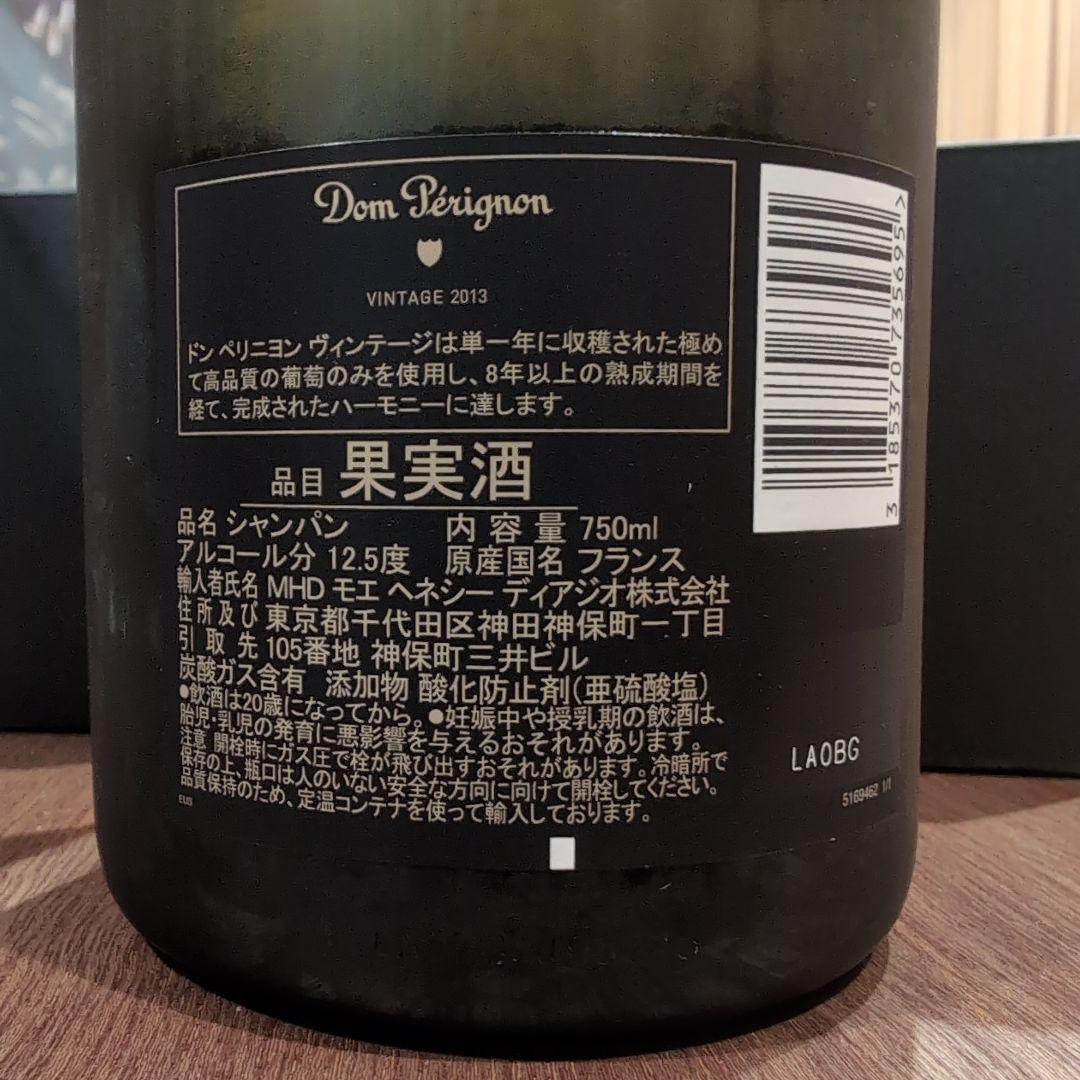 Dom Pérignon
VINTAGE 2013
ドン ペリニヨン ヴィンテージは単一年に収穫された極め
て高品質の葡萄のみを使用し、8年以上の熟成期間を
経て、完成されたハーモニーに達します。
品目 果実酒
品名 シャンパン 内容量 750ml
アルコール分 12.5度 原産国名 フランス
輸入者氏名 MHD モエ ヘネシー ディアジオ株式会社
住所及び 東京都千代田区神田神保町一丁目
引取先 105番地 神保町三井ビル
炭酸ガス含有 添加物 酸化防止剤(亜硫酸塩)
●飲酒は20歳になってから。●妊娠中や授乳期の飲酒は、
胎児・乳児の発育に悪影響を与えるおそれがあります。
注意 開栓時にガス圧で栓が飛び出すおそれがあります。冷暗所で
保存の上、瓶口は人のいない安全な方向に向けて開栓してください。
品質保持のため、定温コンテナを使って輸入しております。
EU3
3 185370 735695 >
LA0BG
5169462 1/1